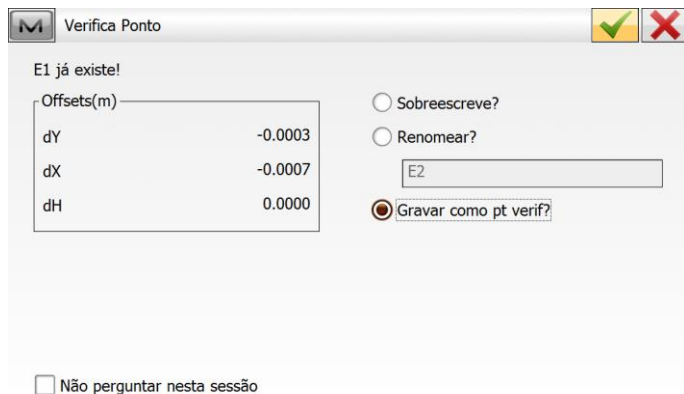 Verifica Ponto
E1 já existe!
Offsets(m)
dY -0.0003
dX -0.0007
dH 0.0000
Sobreescreve?
Renomear?
E2
Gravar como pt verif?
Não perguntar nesta sessão